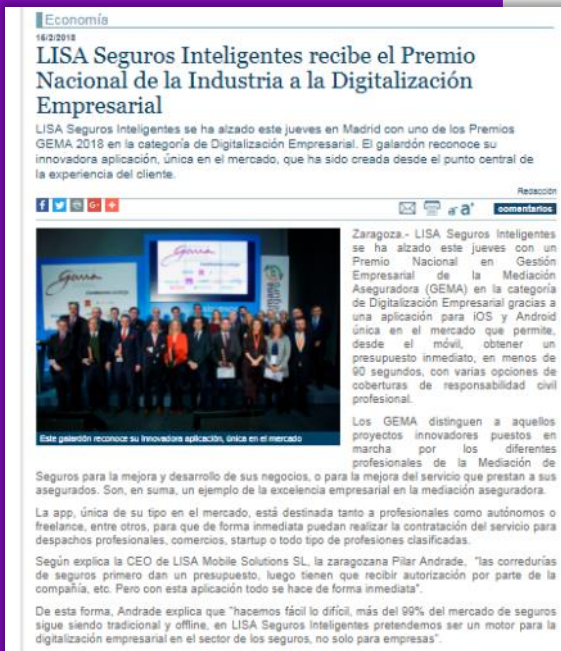 Economía
16/2/2018
LISA Seguros Inteligentes recibe el Premio
Nacional de la Industria a la Digitalización
Empresarial
LISA Seguros Inteligentes se ha alzado este jueves en Madrid con uno de los Premios
GEMA 2018 en la categoría de Digitalización Empresarial. El galardón reconoce su
innovadora aplicación, única en el mercado, que ha sido creada desde el punto central de
la experiencia del cliente.
Redacción
a a+ comentarios
Gema
Gema
Este galardón reconoce su innovadora aplicación, única en el mercado
Zaragoza.- LISA Seguros Inteligentes
se ha alzado este jueves con un
Premio Nacional en Gestión
Empresarial de la Mediación
Aseguradora (GEMA) en la categoría
de Digitalización Empresarial gracias a
una aplicación para iOS y Android
única en el mercado que permite,
desde el móvil, obtener un
presupuesto inmediato, en menos de
90 segundos, con varias opciones de
coberturas de responsabilidad civil
profesional.
Los GEMA distinguen a aquellos
proyectos innovadores puestos en
marcha por los diferentes
profesionales de la Mediación de
Seguros para la mejora y desarrollo de sus negocios, o para la mejora del servicio que prestan a sus
asegurados. Son, en suma, un ejemplo de la excelencia empresarial en la mediación aseguradora.
La app, única de su tipo en el mercado, está destinada tanto a profesionales como autónomos o
freelance, entre otros, para que de forma inmediata puedan realizar la contratación del servicio para
despachos profesionales, comercios, startup o todo tipo de profesiones clasificadas.
Según explica la CEO de LISA Mobile Solutions SL, la zaragozana Pilar Andrade, "las corredurías
de seguros primero dan un presupuesto, luego tienen que recibir autorización por parte de la
compañía, etc. Pero con esta aplicación todo se hace de forma inmediata".
De esta forma, Andrade explica que "hacemos fácil lo difícil, más del 99% del mercado de seguros
sigue siendo tradicional y offline, en LISA Seguros Inteligentes pretendemos ser un motor para la
digitalización empresarial en el sector de los seguros, no solo para empresas".